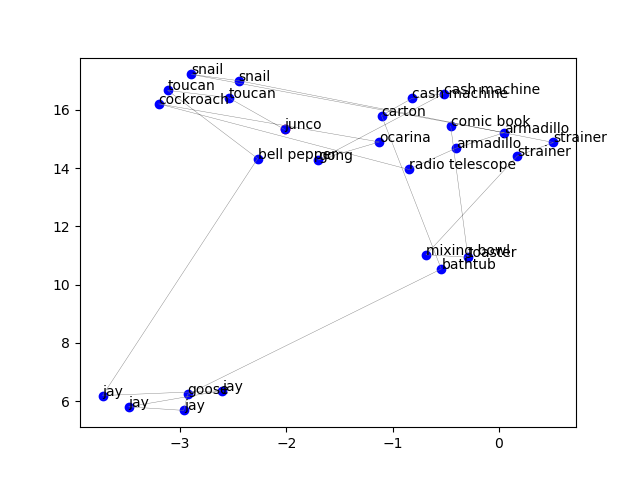 snail
snail
toucan
toucan
cockroach
cash machine
cash machine
carton
junco
comic book
armadillo
ocarina
armadillo
strainer
strainer
bell pepper
gong
radio telescope
mixing bowl
toaster
bathtub
jay
goose
jay
jay
jay
16
14
12
10
8
6
−3
−2
−1
0